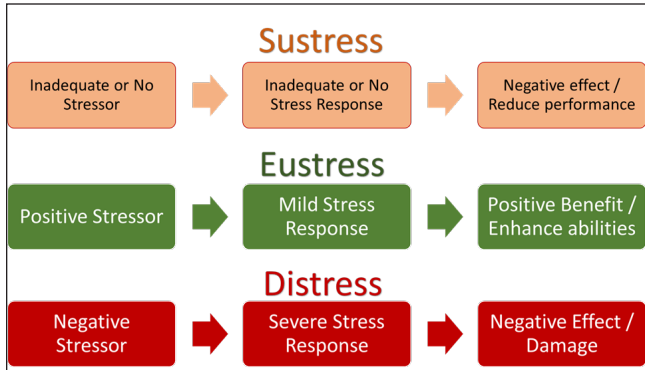 Sustress
Inadequate or No
Stressor
Inadequate or No
Stress Response
Negative effect /
Reduce performance
Eustress
Positive Stressor
Mild Stress
Response
Positive Benefit /
Enhance abilities
Distress
Negative
Stressor
Severe Stress
Response
Negative Effect /
Damage